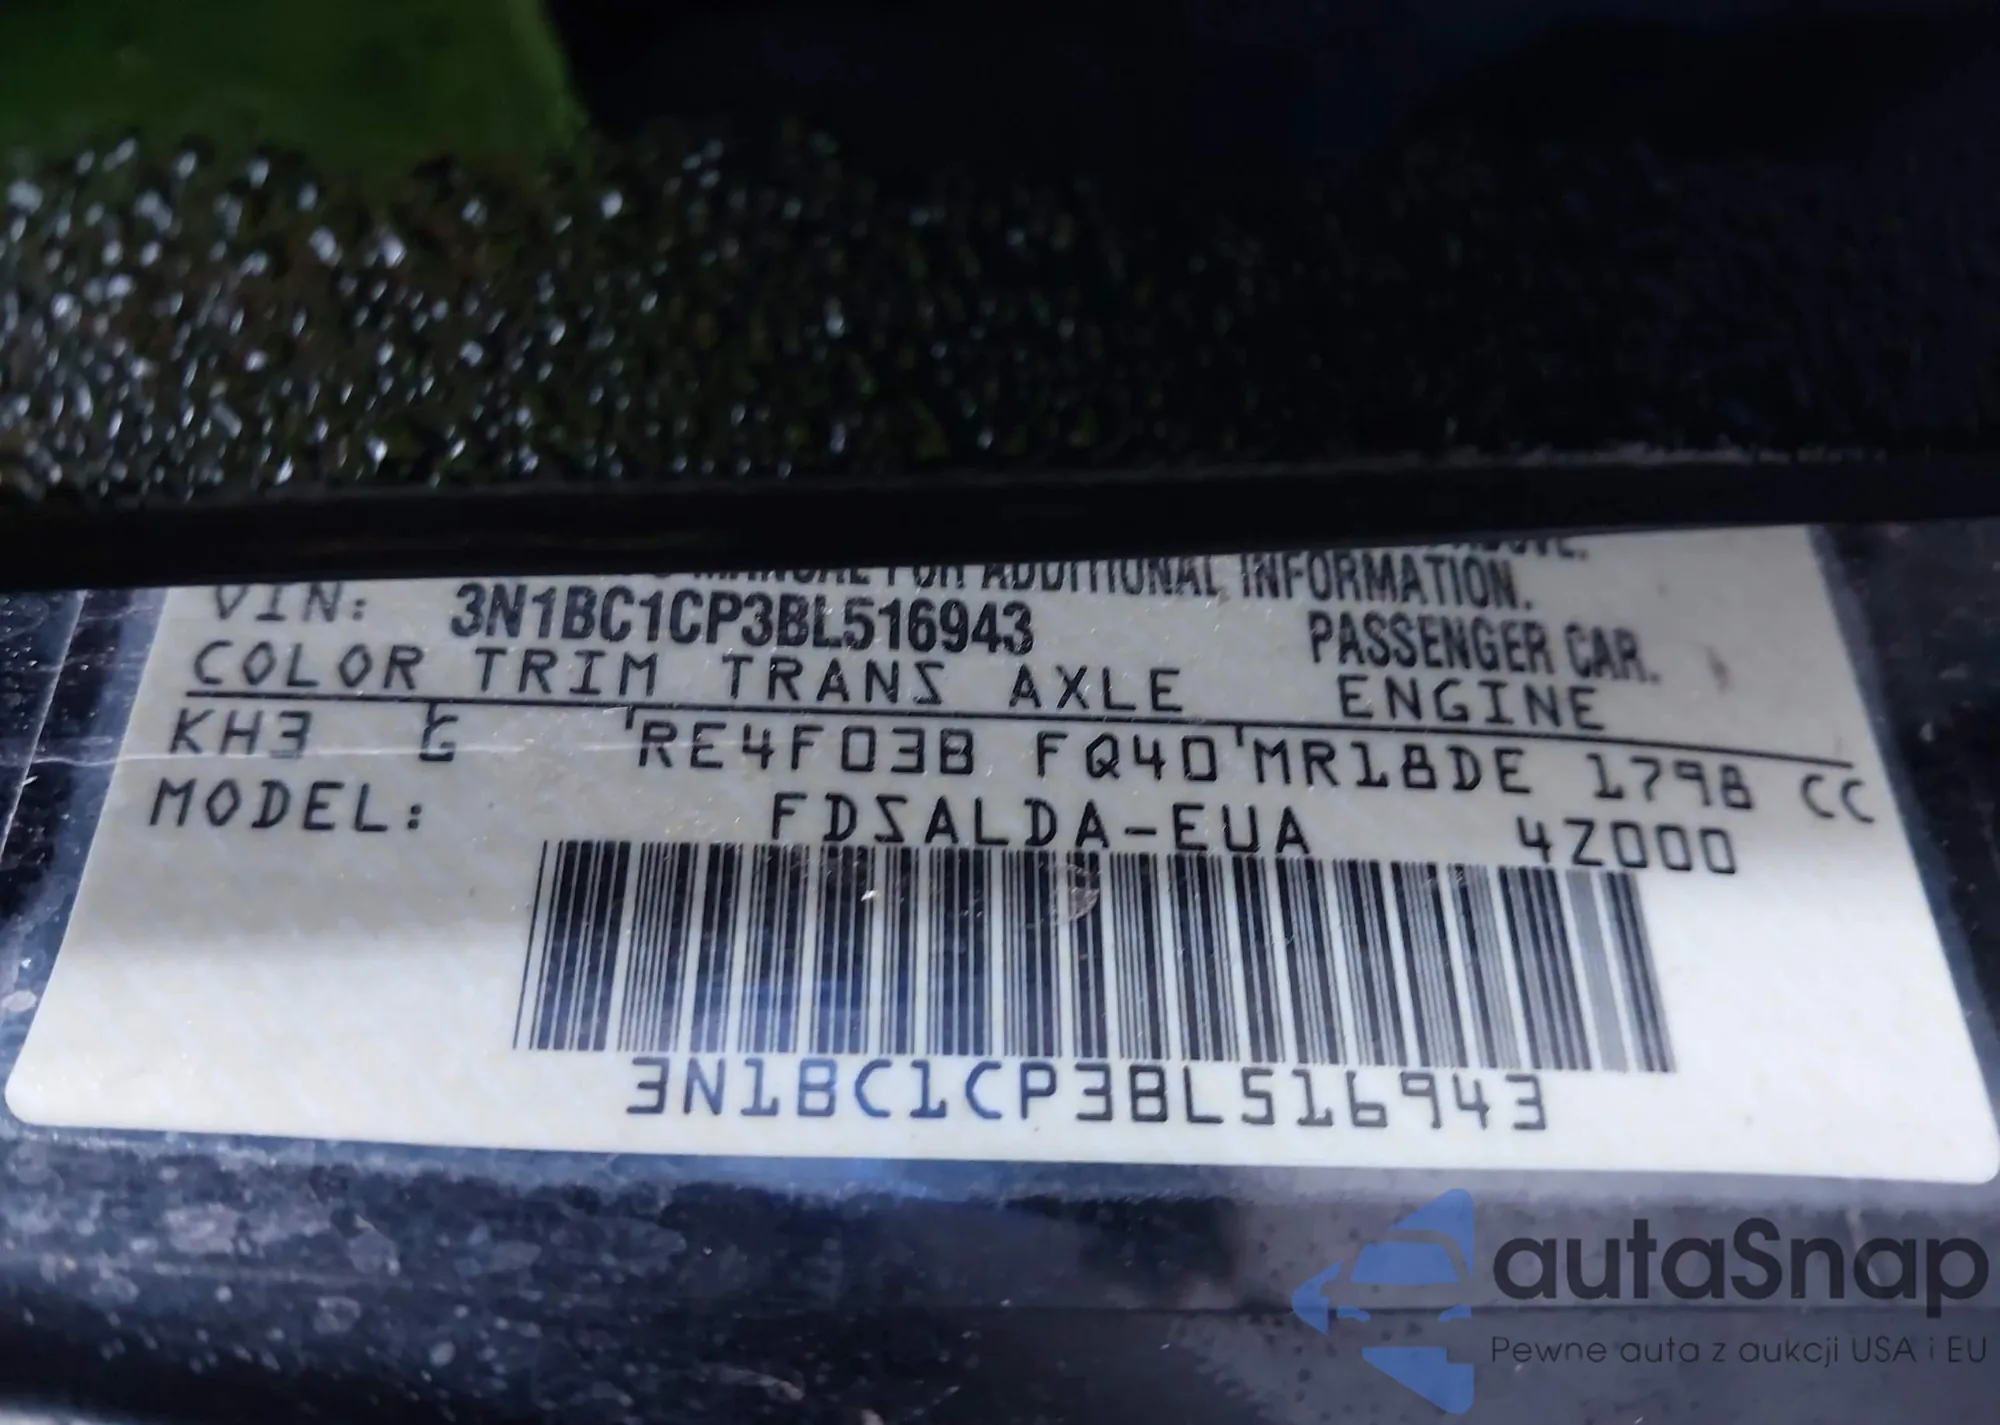 MANUAL FOR ADDITIONAL INFORMATION.
VIN: 3N1BC1CP3BL516943 PASSENGER CAR.
COLOR TRIM TRANS AXLE ENGINE
KH3 G RE4F03B FQ40 MR18DE 1798 CC
MODEL: FDSALDA-EUA 4Z000
3N1BC1CP3BL516943
autaSnap
Pewne auta z aukcji USA i EU